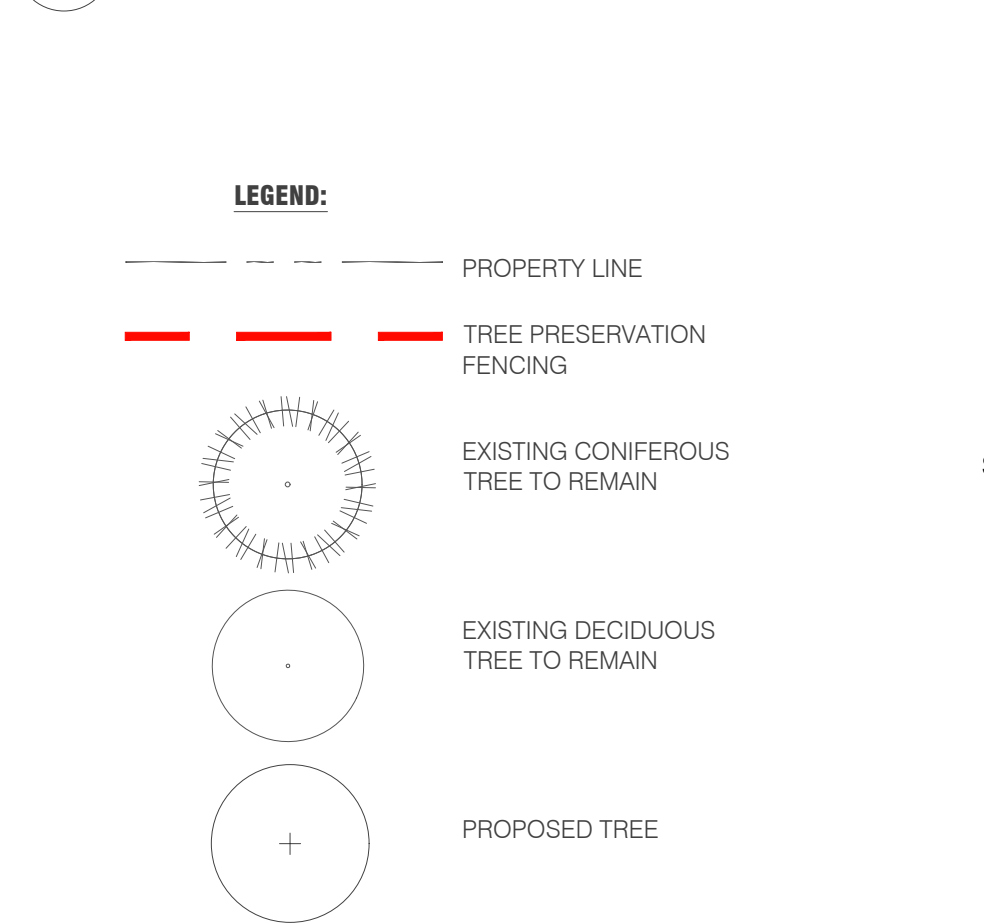 LEGEND:
PROPERTY LINE
TREE PRESERVATION
FENCING
EXISTING CONIFEROUS
TREE TO REMAIN
EXISTING DECIDUOUS
TREE TO REMAIN
PROPOSED TREE